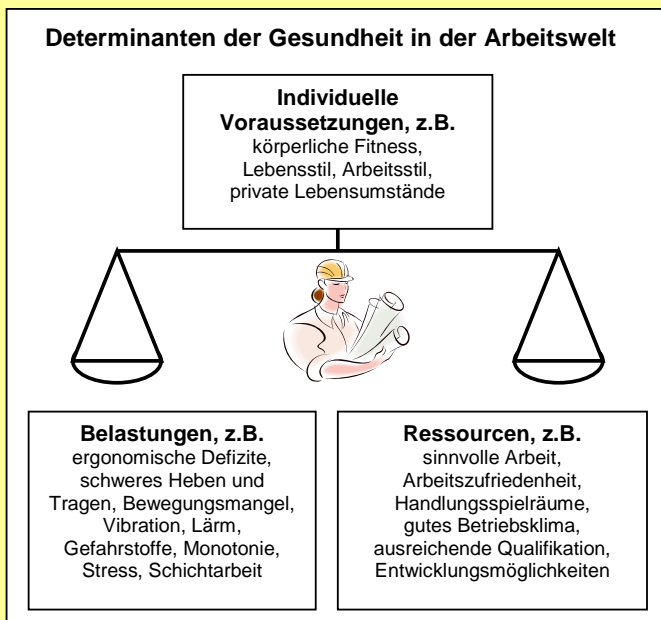 Determinanten der Gesundheit in der Arbeitswelt
Individuelle
Voraussetzungen, z.B.
körperliche Fitness,
Lebensstil, Arbeitsstil,
private Lebensumstände
Belastungen, z.B.
ergonomische Defizite,
schweres Heben und
Tragen, Bewegungsmangel,
Vibration, Lärm,
Gefahrstoffe, Monotonie,
Stress, Schichtarbeit
Ressourcen, z.B.
sinnvolle Arbeit,
Arbeitszufriedenheit,
Handlungsspielräume,
gutes Betriebsklima,
ausreichende Qualifikation,
Entwicklungsmöglichkeiten